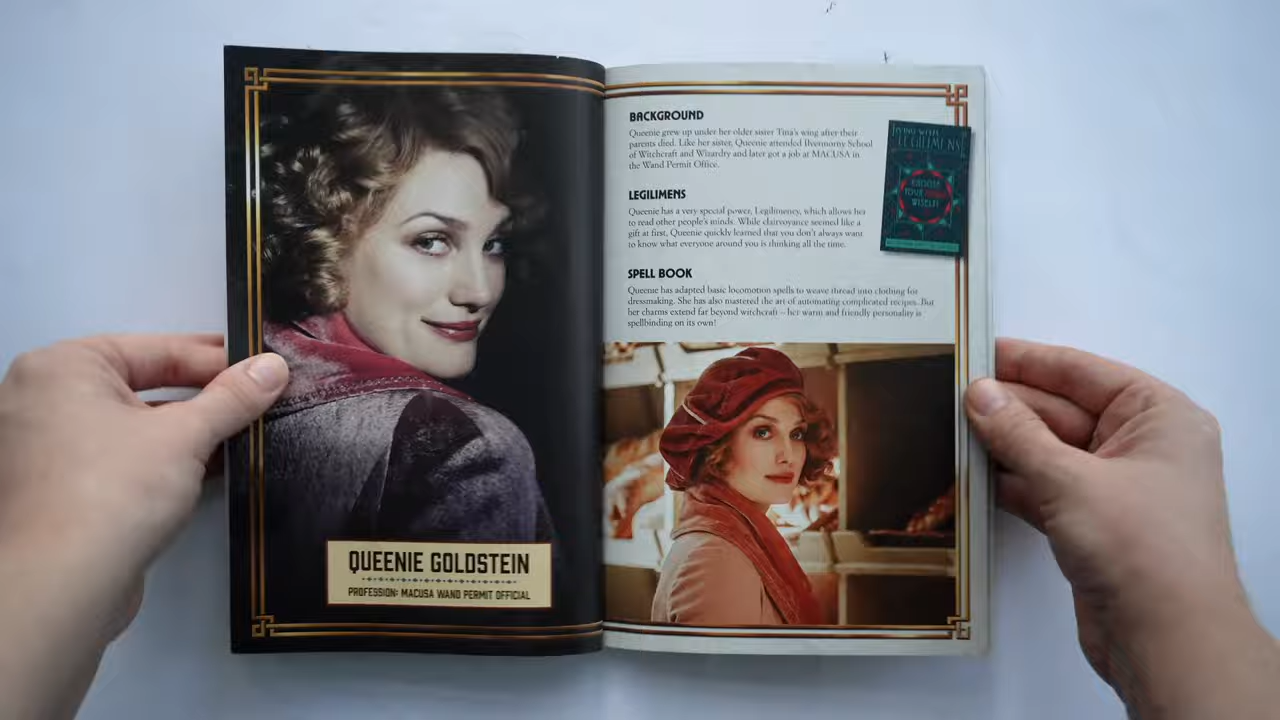 QUEENIE GOLDSTEIN
PROFESSION: MACUSA WAND PERMIT OFFICIAL
BACKGROUND
Queenie grew up under her older sister Tina's wing after their
parents died. Like her sister, Queenie attended Ilvermorny School
of Witchcraft and Wizardry and later got a job at MACUSA in
the Wand Permit Office.
LEGILIMENS
Queenie has a very special power, Legilimency, which allows her
to read other people's minds. While clairvoyance seemed like a
gift at first, Queenie quickly learned that you don't always want
to know what everyone around you is thinking all the time.
SPELL BOOK
Queenie has adapted basic locomotion spells to weave thread into clothing for
dressmaking. She has also mastered the art of automating complicated recipes. But
her charms extend far beyond witchcraft – her warm and friendly personality is
spellbinding on its own!
LEGILIMENS
CHOOSE
YOUR
WISELY